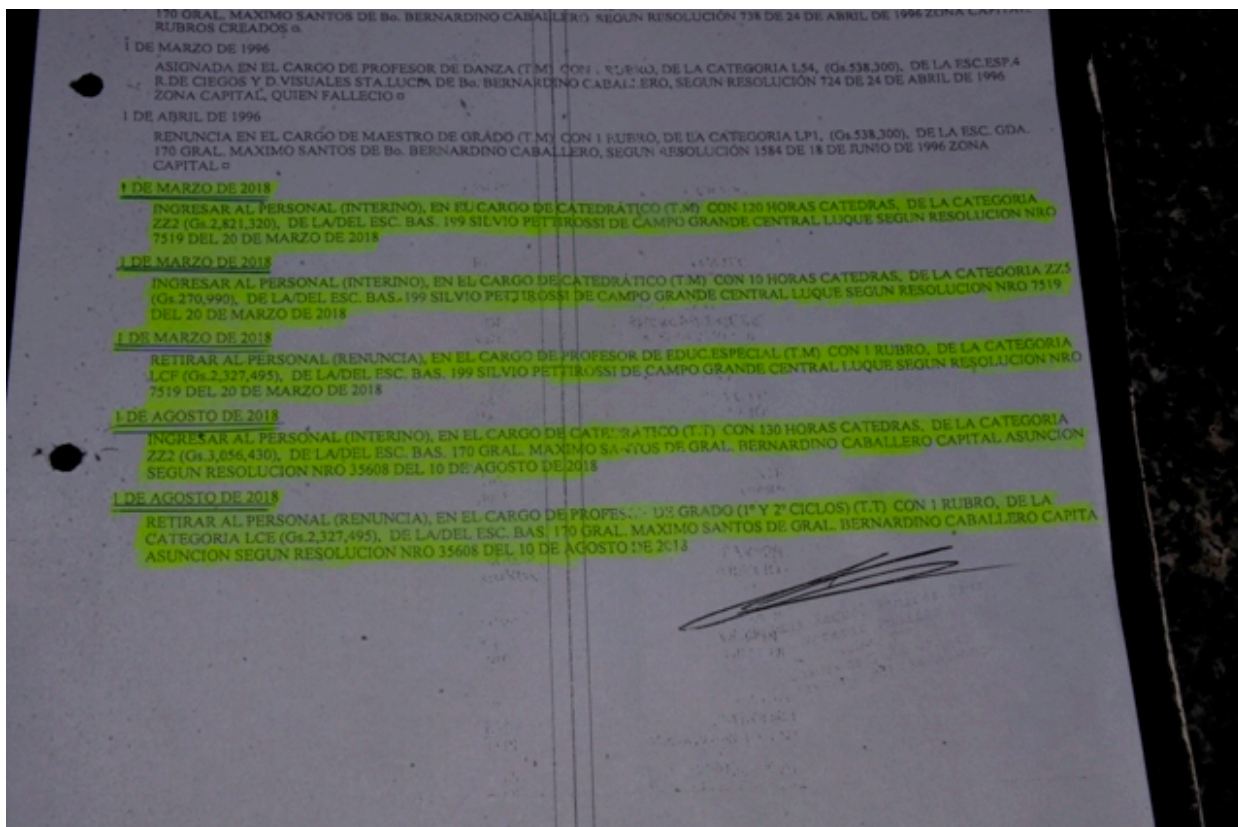 170 GRAL. MAXIMO SANTOS DE Bo. BERNARDINO CABALLERO SEGUN RESOLUCIÓN 738 DE 24 DE ABRIL DE 1996 ZONA CAPITAL.
RUBROS CREADOS ¤
1 DE MARZO DE 1996
ASIGNADA EN EL CARGO DE PROFESOR DE DANZA (T.M) CON 1 RUBRO, DE LA CATEGORIA L54, (Gs.538,300), DE LA ESC.ESP.4
R.DE CIEGOS Y D.VISUALES STA.LUCIA DE Bo. BERNARDINO CABALLERO, SEGUN RESOLUCIÓN 724 DE 24 DE ABRIL DE 1996
ZONA CAPITAL, QUIEN FALLECIO ¤
1 DE ABRIL DE 1996
RENUNCIA EN EL CARGO DE MAESTRO DE GRADO (T.M) CON 1 RUBRO, DE LA CATEGORIA LP1, (Gs.538,300), DE LA ESC. GDA.
170 GRAL. MAXIMO SANTOS DE Bo. BERNARDINO CABALLERO, SEGUN RESOLUCIÓN 1584 DE 18 DE JUNIO DE 1996 ZONA
CAPITAL ¤
1 DE MARZO DE 2018
INGRESAR AL PERSONAL (INTERINO), EN EL CARGO DE CATEDRÁTICO (T.M) CON 120 HORAS CATEDRAS, DE LA CATEGORIA
ZZ2 (Gs.2,821,320), DE LA/DEL ESC. BAS. 199 SILVIO PETTIROSSI DE CAMPO GRANDE CENTRAL LUQUE SEGUN RESOLUCION NRO
7519 DEL 20 DE MARZO DE 2018
1 DE MARZO DE 2018
INGRESAR AL PERSONAL (INTERINO), EN EL CARGO DE CATEDRÁTICO (T.M) CON 10 HORAS CATEDRAS, DE LA CATEGORIA ZZ5
(Gs.270,990), DE LA/DEL ESC. BAS. 199 SILVIO PETTIROSSI DE CAMPO GRANDE CENTRAL LUQUE SEGUN RESOLUCION NRO 7519
DEL 20 DE MARZO DE 2018
1 DE MARZO DE 2018
RETIRAR AL PERSONAL (RENUNCIA), EN EL CARGO DE PROFESOR DE EDUC.ESPECIAL (T.M) CON 1 RUBRO, DE LA CATEGORIA
LCF (Gs.2,327,495), DE LA/DEL ESC. BAS. 199 SILVIO PETTIROSSI DE CAMPO GRANDE CENTRAL LUQUE SEGUN RESOLUCION NRO
7519 DEL 20 DE MARZO DE 2018
1 DE AGOSTO DE 2018
INGRESAR AL PERSONAL (INTERINO), EN EL CARGO DE CATEDRATICO (T.T) CON 130 HORAS CATEDRAS, DE LA CATEGORIA
ZZ2 (Gs.3,056,430), DE LA/DEL ESC. BAS. 170 GRAL. MAXIMO SANTOS DE GRAL. BERNARDINO CABALLERO CAPITAL ASUNCION
SEGUN RESOLUCION NRO 35608 DEL 10 DE AGOSTO DE 2018
1 DE AGOSTO DE 2018
RETIRAR AL PERSONAL (RENUNCIA), EN EL CARGO DE PROFES DE GRADO (1º Y 2º CICLOS) (T.T) CON 1 RUBRO, DE LA
CATEGORIA LCE (Gs.2,327,495), DE LA/DEL ESC. BAS. 170 GRAL. MAXIMO SANTOS DE GRAL. BERNARDINO CABALLERO CAPITA
ASUNCION SEGUN RESOLUCION NRO 35608 DEL 10 DE AGOSTO DE 2018